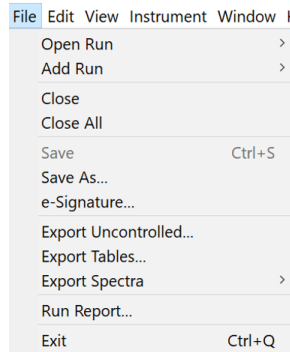 File Edit View Instrument Window
Open Run >
Add Run >
Close
Close All
Save Ctrl+S
Save As...
e-Signature...
Export Uncontrolled...
Export Tables...
Export Spectra >
Run Report...
Exit Ctrl+Q